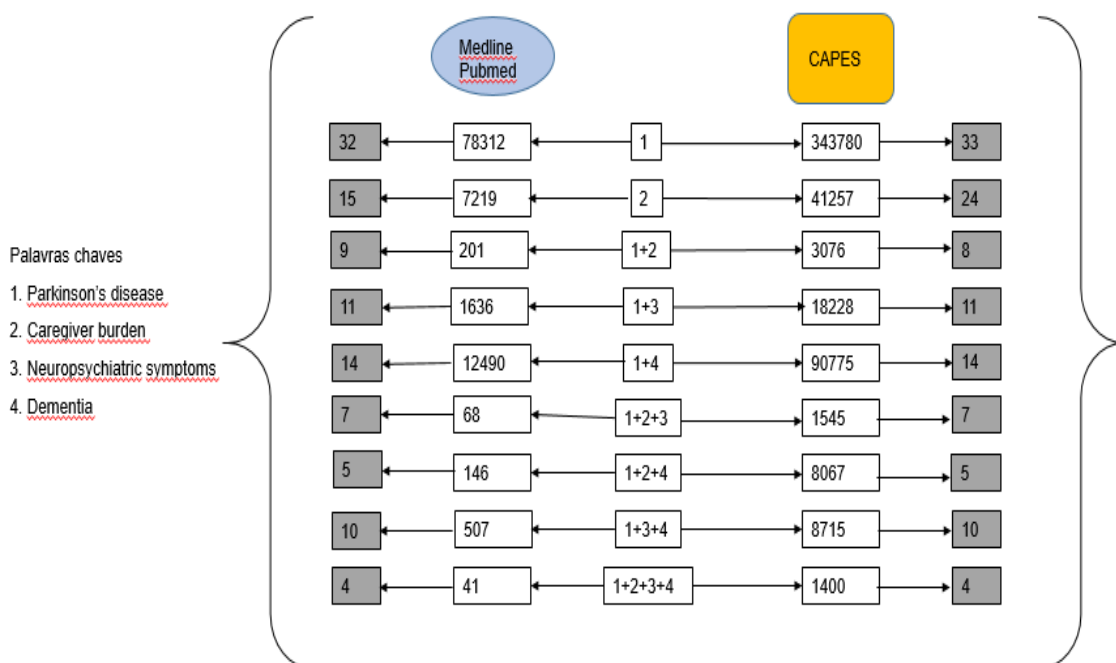 Medline
Pubmed
CAPES
32 78312 1 343780 33
15 7219 2 41257 24
9 201 1+2 3076 8
11 1636 1+3 18228 11
14 12490 1+4 90775 14
7 68 1+2+3 1545 7
5 146 1+2+4 8067 5
10 507 1+3+4 8715 10
4 41 1+2+3+4 1400 4
Palavras chaves
1. Parkinson's disease
2. Caregiver burden
3. Neuropsychiatric symptoms
4. Dementia